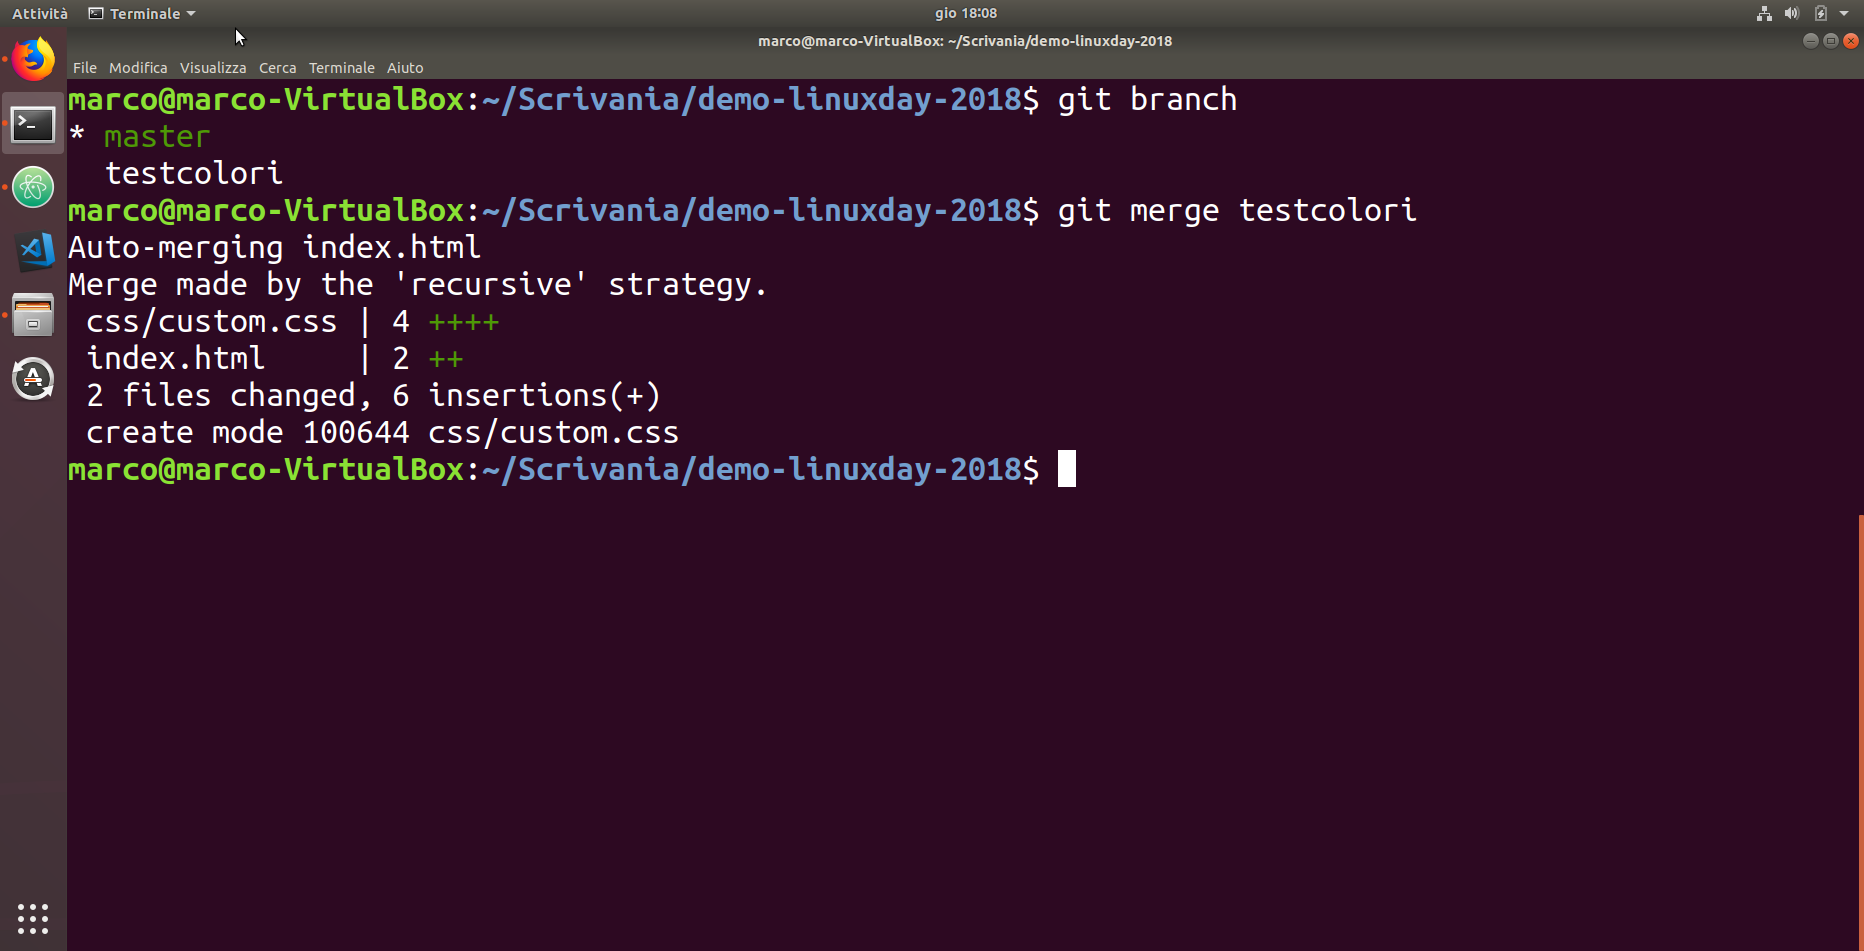 Attività Terminale gio 18:08
marco@marco-VirtualBox: ~/Scrivania/demo-linuxday-2018
File Modifica Visualizza Cerca Terminale Aiuto
marco@marco-VirtualBox:~/Scrivania/demo-linuxday-2018$ git branch
* master
  testcolori
marco@marco-VirtualBox:~/Scrivania/demo-linuxday-2018$ git merge testcolori
Auto-merging index.html
Merge made by the 'recursive' strategy.
 css/custom.css | 4 ++++
 index.html     | 2 ++
 2 files changed, 6 insertions(+)
 create mode 100644 css/custom.css
marco@marco-VirtualBox:~/Scrivania/demo-linuxday-2018$